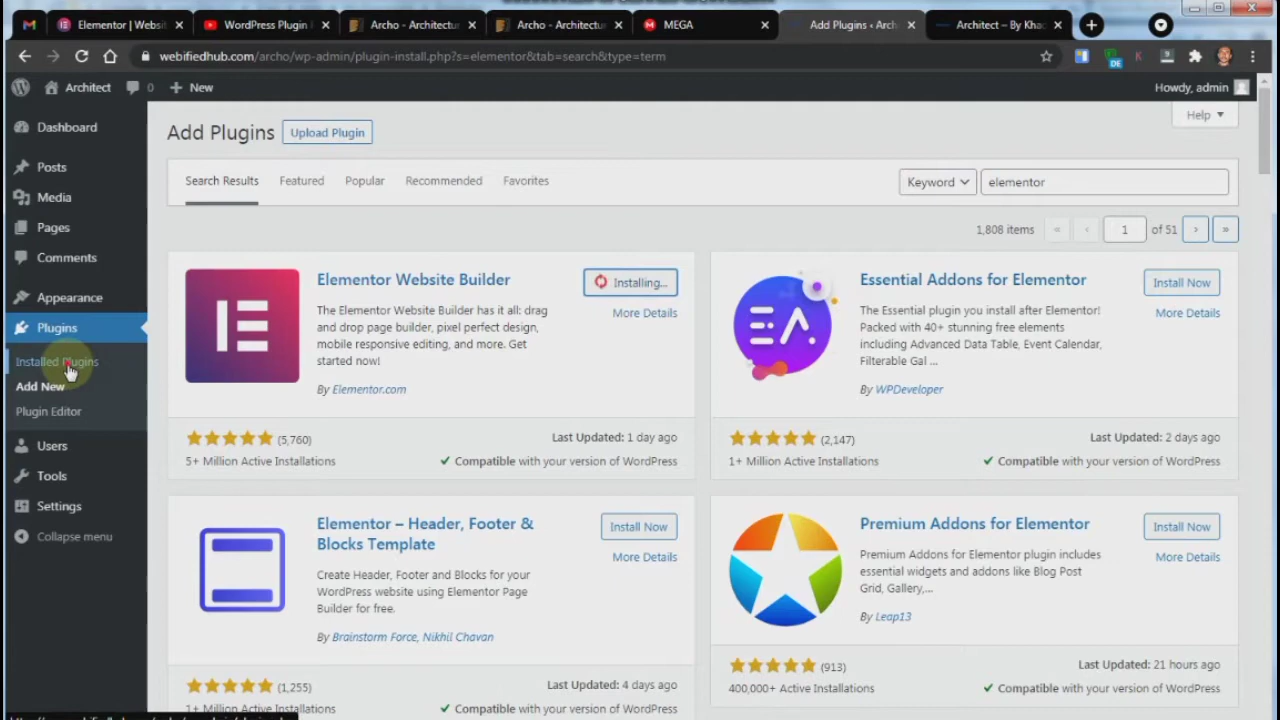 Elementor | Website
WordPress Plugin
Archo - Architectur
Archo - Architectur
MEGA
Add Plugins ‹ Arch
Architect – By Kha
webifiedhub.com/archo/wp-admin/plugin-install.php?s=elementor&tab=search&type=term
DE
Architect
0
New
Howdy, admin
Dashboard
Posts
Media
Pages
Comments
Appearance
Plugins
Installed Plugins
Add New
Plugin Editor
Users
Tools
Settings
Collapse menu
Help
Add Plugins
Upload Plugin
Search Results
Featured
Popular
Recommended
Favorites
Keyword
elementor
1,808 items
«
‹
1
of 51
›
»
Elementor Website Builder
Installing...
More Details
The Elementor Website Builder has it all: drag
and drop page builder, pixel perfect design,
mobile responsive editing, and more. Get
started now!
By Elementor.com
(5,760)
5+ Million Active Installations
Last Updated: 1 day ago
Compatible with your version of WordPress
Essential Addons for Elementor
Install Now
More Details
The Essential plugin you install after Elementor!
Packed with 40+ stunning free elements
including Advanced Data Table, Event Calendar,
Filterable Gal ...
By WPDeveloper
(2,147)
1+ Million Active Installations
Last Updated: 2 days ago
Compatible with your version of WordPress
Elementor – Header, Footer &
Blocks Template
Install Now
More Details
Create Header, Footer and Blocks for your
WordPress website using Elementor Page
Builder for free.
By Brainstorm Force, Nikhil Chavan
(1,255)
1+ Million Active Installations
Last Updated: 4 days ago
Compatible with your version of WordPress
Premium Addons for Elementor
Install Now
More Details
Premium Addons for Elementor plugin includes
essential widgets and addons like Blog Post
Grid, Gallery,...
By Leap13
(913)
400,000+ Active Installations
Last Updated: 21 hours ago
Compatible with your version of WordPress